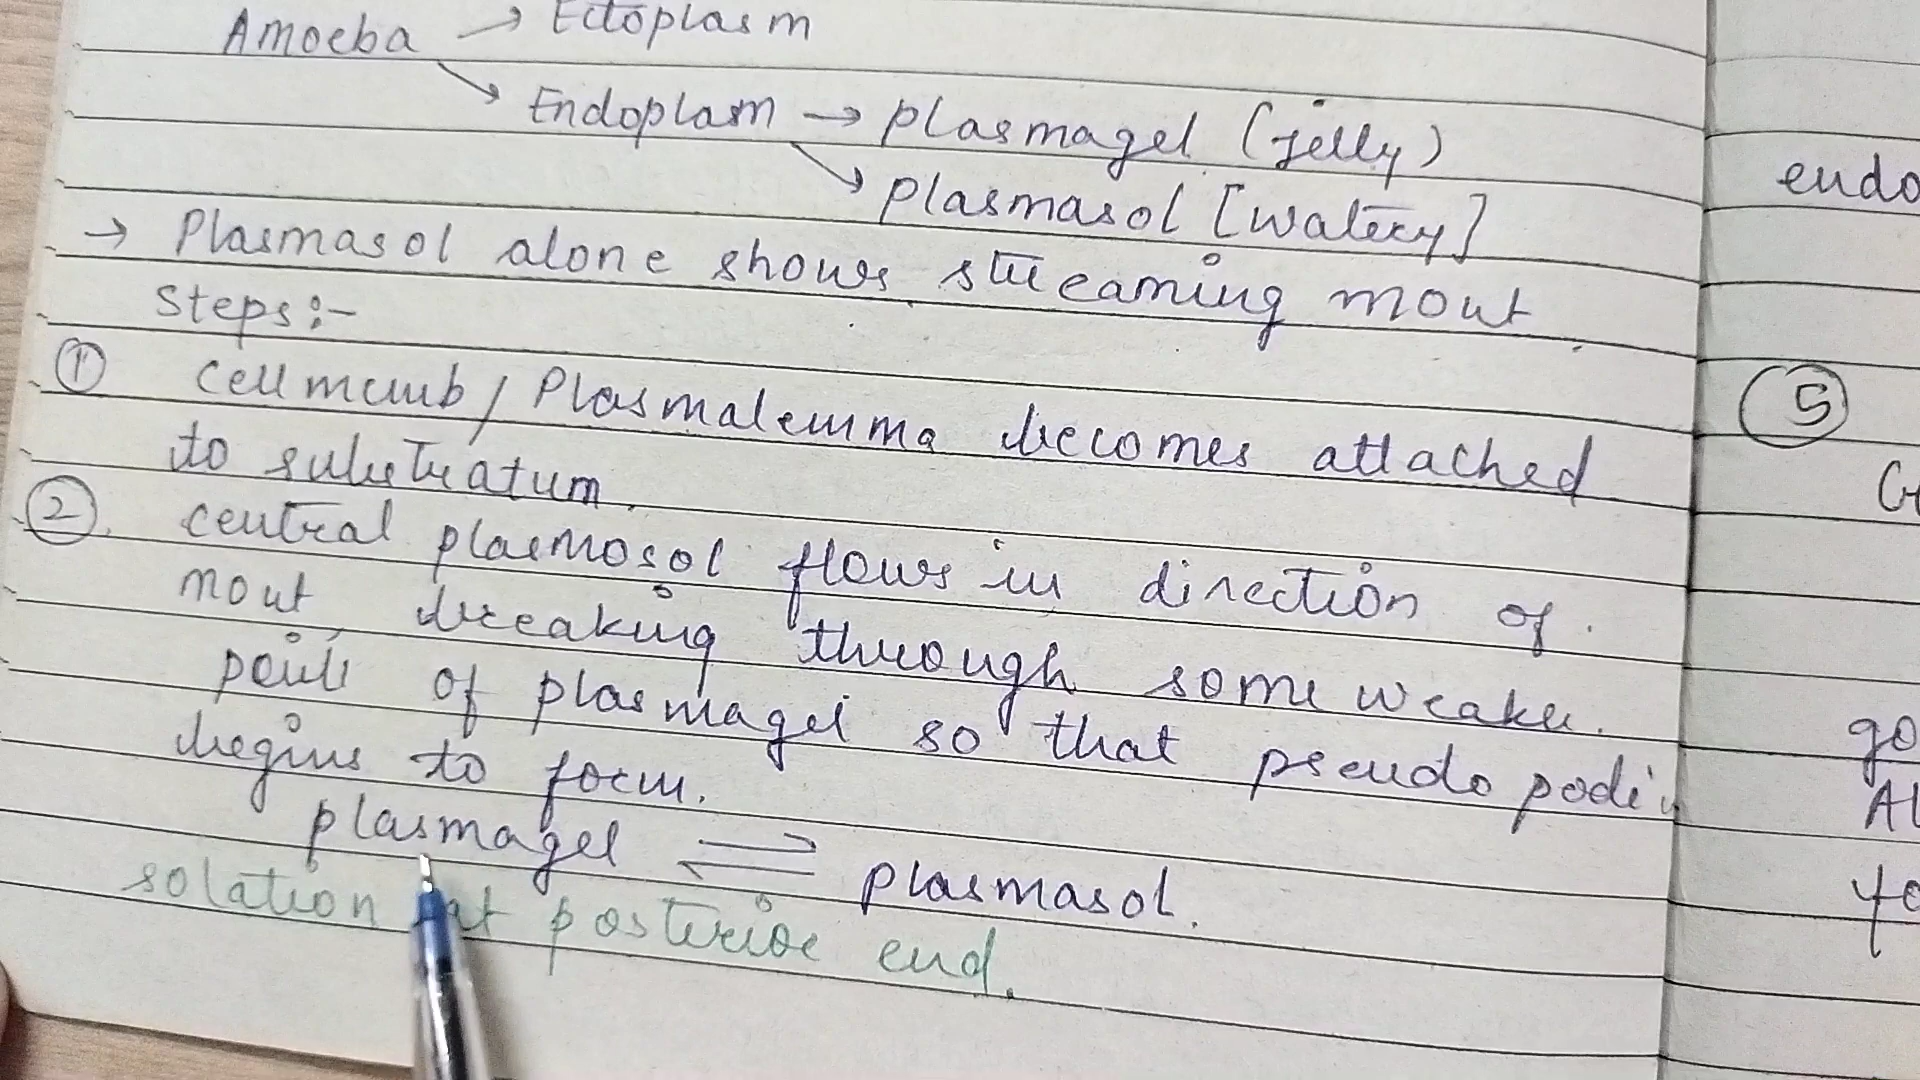 Amoeba → Ectoplasm
↘ Endoplasm → plasmagel (jelly)
↘ plasmasol [watery]
→ Plasmasol alone shows streaming movt
Steps:-
① cell memb/Plasmalemma becomes attached
to substratum.
② central plasmosol flows in direction of
movt, breaking through some weaker
point of plasmagel so that pseudopodi
begins to form.
plasmagel ⇌ plasmasol.
solation at posterior end.
endo
⑤
go
Al